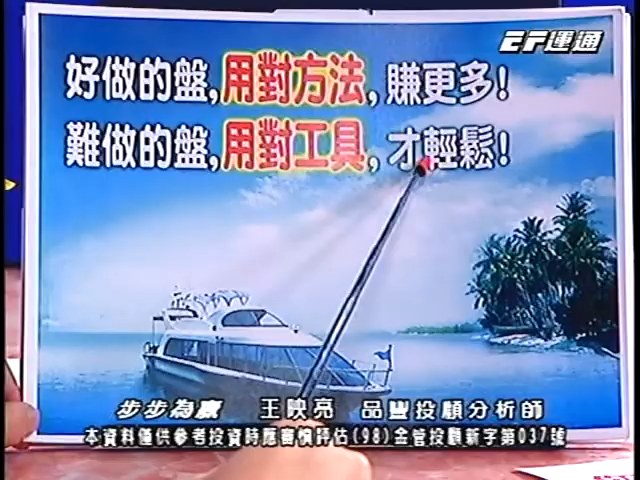 EF運通
好做的盤,用對方法,賺更多!
難做的盤,用對工具,才輕鬆!
步步為贏 王映亮 品豐投顧分析師
本資料僅供參考投資時應審慎評估(98)金管投顧新字第037號